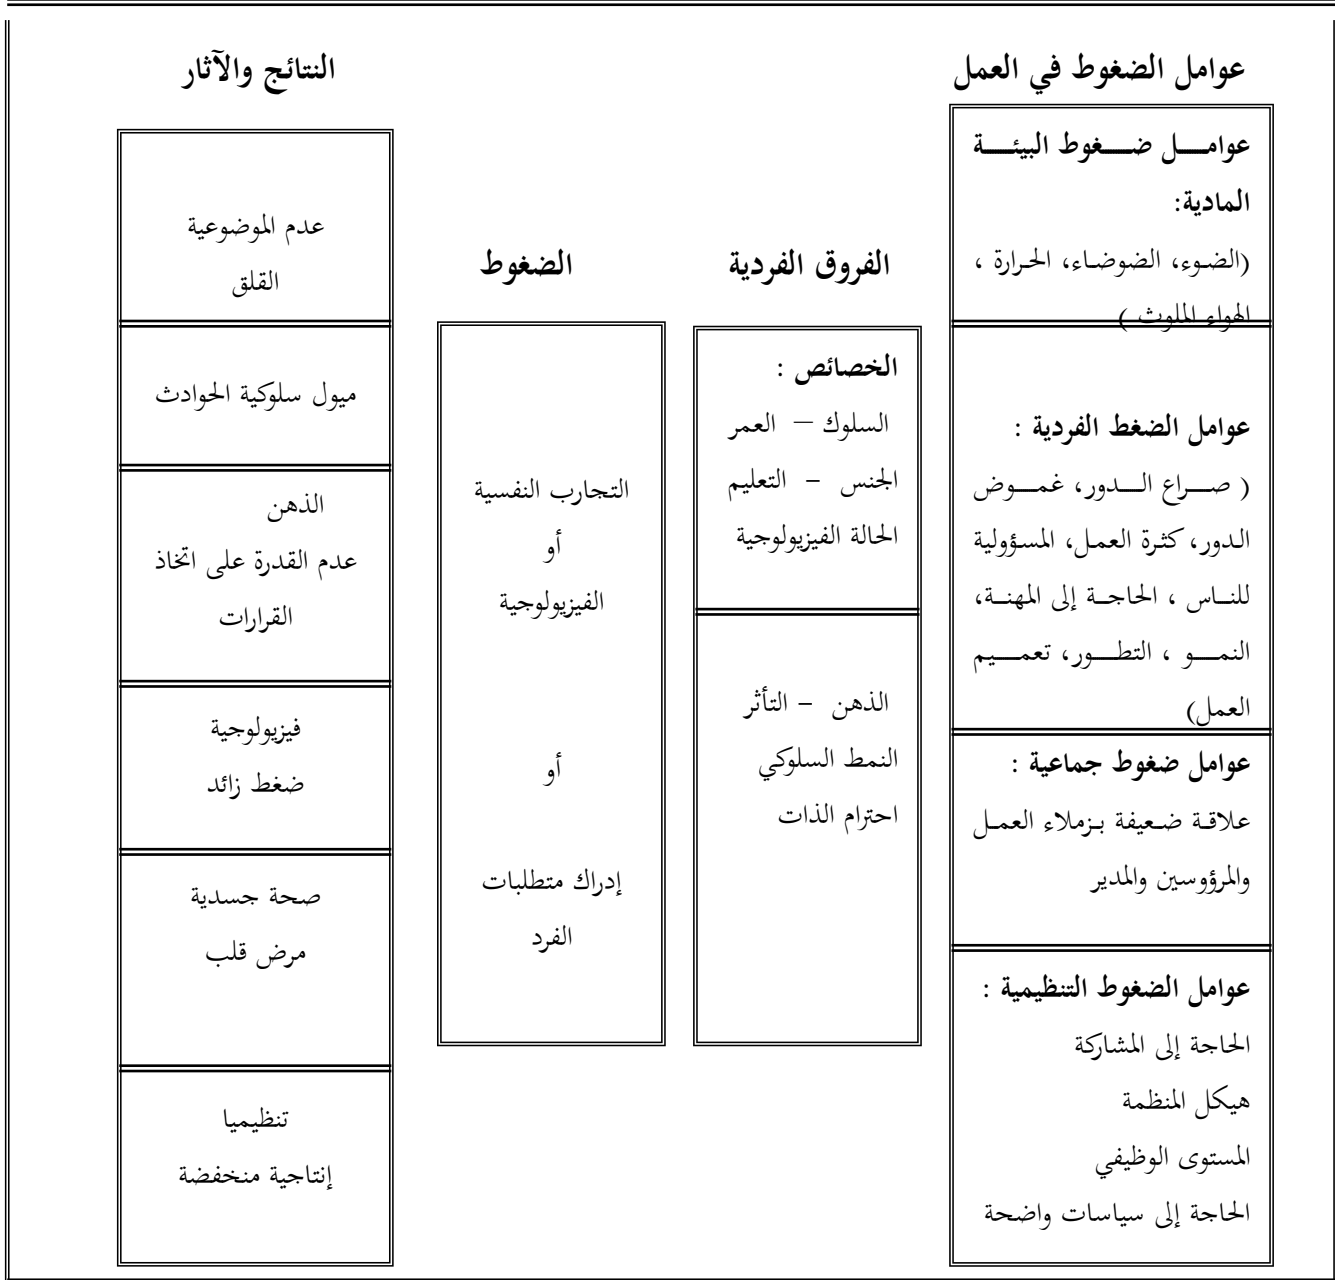 عوامل الضغوط في العمل
عوامل ضغوط البيئة
المادية:
(الضوء، الضوضاء، الحرارة ،
الهواء الملوث )
عوامل الضغط الفردية :
( صراع الدور، غموض
الدور، كثرة العمل، المسؤولية
للناس ، الحاجة إلى المهنة،
النمو ، التطور، تعميم
العمل)
عوامل ضغوط جماعية :
علاقة ضعيفة بزملاء العمل
والمرؤوسين والمدير
عوامل الضغوط التنظيمية :
الحاجة إلى المشاركة
هيكل المنظمة
المستوى الوظيفي
الحاجة إلى سياسات واضحة
الفروق الفردية
الخصائص :
السلوك – العمر
الجنس – التعليم
الحالة الفيزيولوجية
الذهن – التأثر
النمط السلوكي
احترام الذات
الضغوط
التجارب النفسية
أو
الفيزيولوجية
أو
إدراك متطلبات
الفرد
النتائج والآثار
عدم الموضوعية
القلق
ميول سلوكية الحوادث
الذهن
عدم القدرة على اتخاذ
القرارات
فيزيولوجية
ضغط زائد
صحة جسدية
مرض قلب
تنظيميا
إنتاجية منخفضة